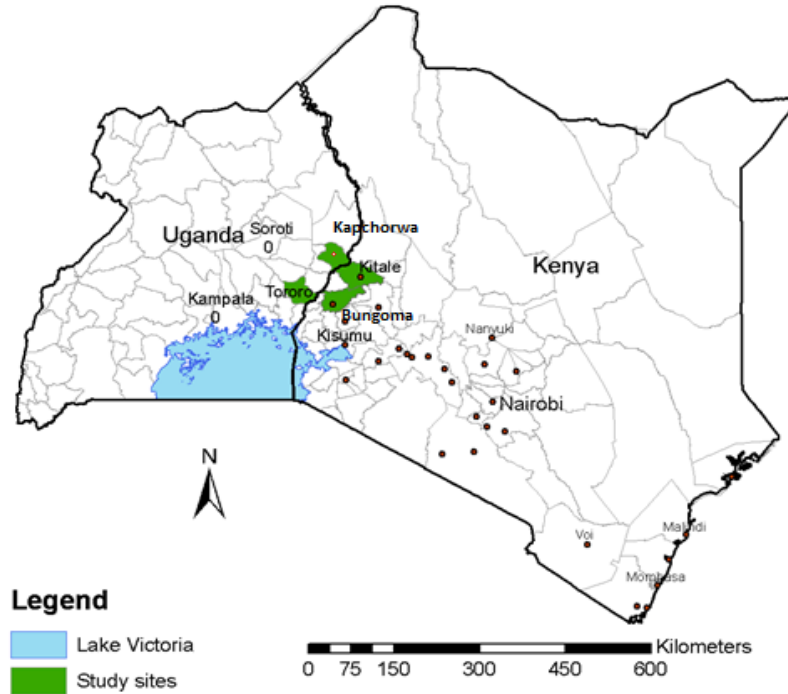 Kapchorwa
Soroti
0
Uganda
Kitale
Kenya
Tororo
Kampala
0
Bungoma
Kisumu
Nanyuki
Nairobi
Voi
Malindi
Mombasa
N
Legend
Lake Victoria
Study sites
Kilometers
0 75 150 300 450 600